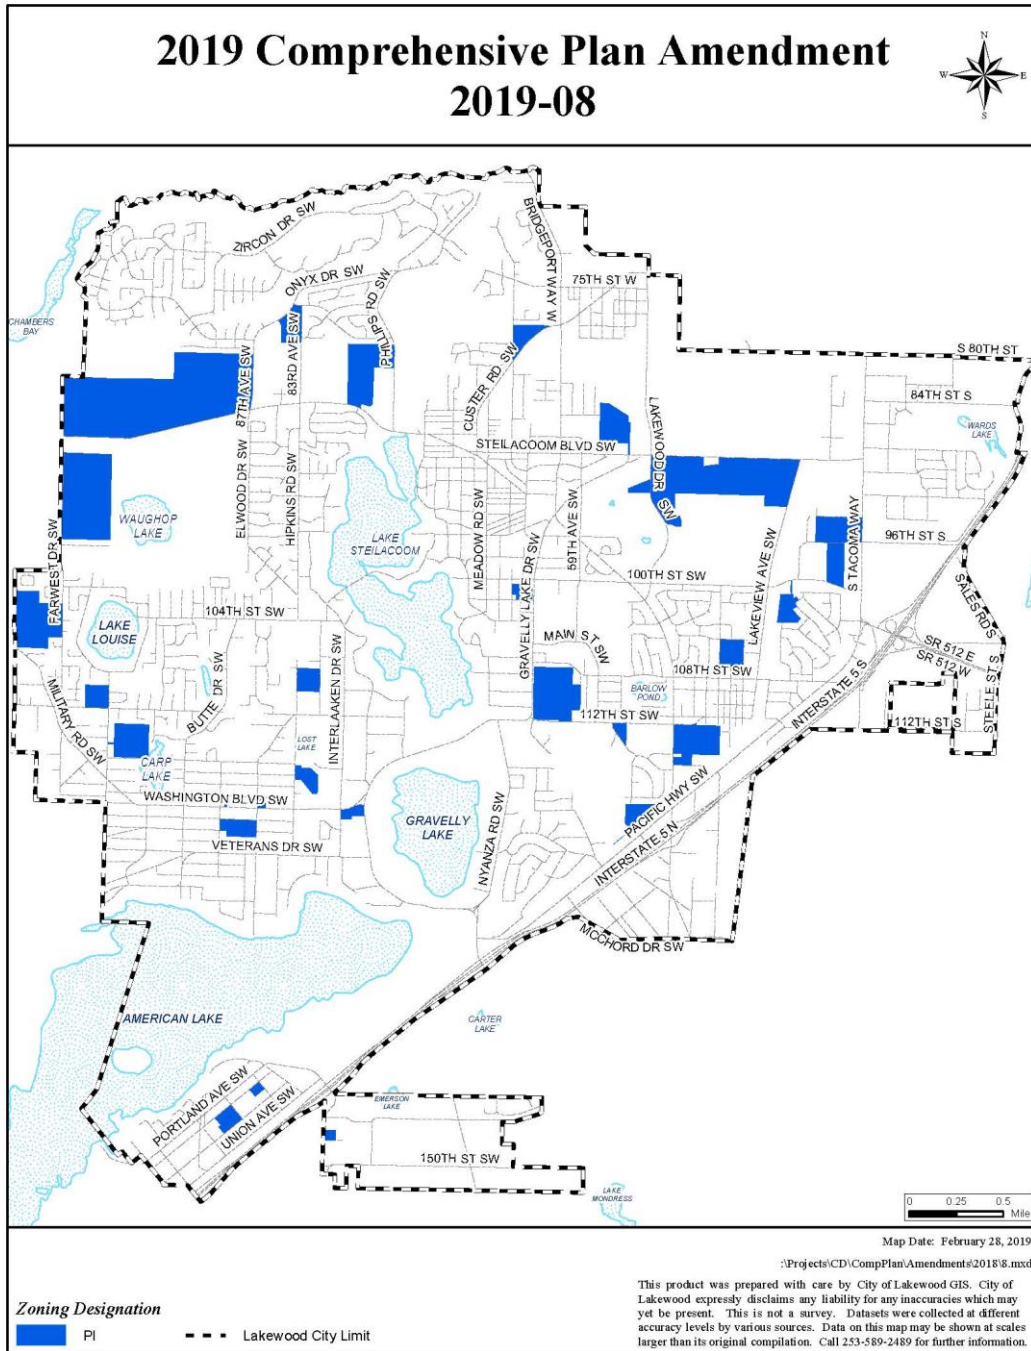 2019 Comprehensive Plan Amendment
2019-08
N
W
E
S
ZIRCON DR SW
ONYX DR SW
PHILLIPS RD SW
BRIDGEPORT WAY W
75TH ST W
CHAMBERS
BAY
83RD AVE SW
87TH AVE SW
CUSTER RD SW
S 80TH ST
84TH ST S
WARDS
LAKE
STEILACOOM BLVD SW
LAKEWOOD DR SW
ELWOOD DR SW
HIPKINS RD SW
WAUGHOP
LAKE
LAKE
STEILACOOM
MEADOW RD SW
59TH AVE SW
GRAVELLY LAKE DR SW
S TACOMA WAY
96TH ST S
LAKEVIEW AVE SW
100TH ST SW
FARWEST DR SW
104TH ST SW
LAKE
LOUISE
SALES RD S
SR 512 E
SR 512 W
MAIN ST SW
108TH ST SW
BUTTE DR SW
INTERLAAKEN DR SW
BARLOW
POND
INTERSTATE 5 S
STEELE ST S
112TH ST SW
112TH ST S
MILITARY RD SW
LOST
LAKE
CARP
LAKE
WASHINGTON BLVD SW
GRAVELLY
LAKE
PACIFIC HWY SW
INTERSTATE 5 N
VETERANS DR SW
NYANZA RD SW
MCCHORD DR SW
AMERICAN LAKE
CARTER
LAKE
PORTLAND AVE SW
UNION AVE SW
EMERSON
LAKE
150TH ST SW
LAKE
MONDRESS
0 0.25 0.5
Mile
Map Date: February 28, 2019
:\Projects\CD\CompPlan\Amendments\2018\8.mxd
This product was prepared with care by City of Lakewood GIS. City of
Lakewood expressly disclaims any liability for any inaccuracies which may
yet be present. This is not a survey. Datasets were collected at different
accuracy levels by various sources. Data on this map may be shown at scales
larger than its original compilation. Call 253-589-2489 for further information.
Zoning Designation
PI
Lakewood City Limit